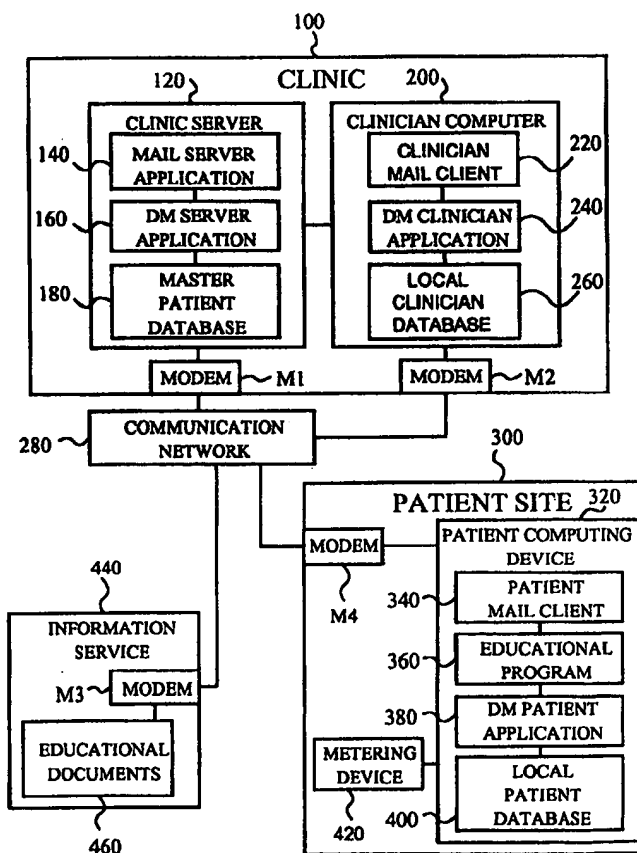 100
CLINIC
120
200
CLINIC SERVER
CLINICIAN COMPUTER
140
MAIL SERVER
APPLICATION
CLINICIAN
MAIL CLIENT
220
160
DM SERVER
APPLICATION
DM CLINICIAN
APPLICATION
240
180
MASTER
PATIENT
DATABASE
LOCAL
CLINICIAN
DATABASE
260
MODEM
M1
MODEM
M2
280
COMMUNICATION
NETWORK
300
PATIENT SITE
320
MODEM
M4
PATIENT COMPUTING
DEVICE
340
PATIENT
MAIL CLIENT
360
EDUCATIONAL
PROGRAM
380
DM PATIENT
APPLICATION
METERING
DEVICE
420
400
LOCAL
PATIENT
DATABASE
440
INFORMATION
SERVICE
M3
MODEM
EDUCATIONAL
DOCUMENTS
460